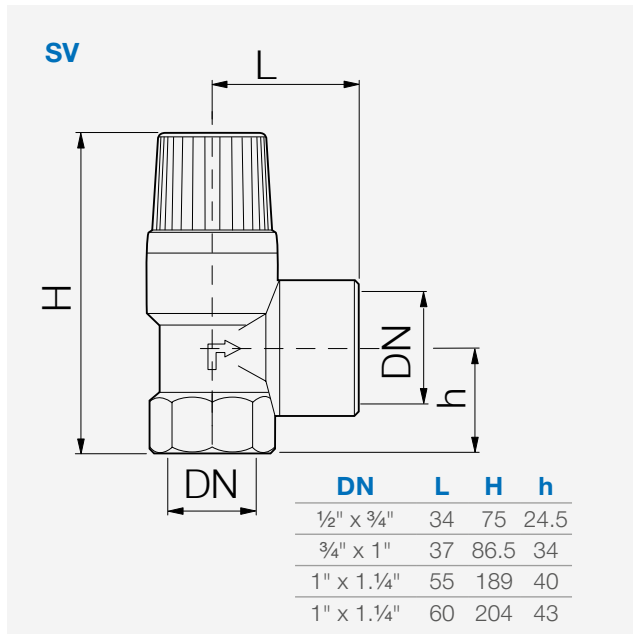 SV
L
H
DN
h
DN
DN L H h
½" x ¾" 34 75 24.5
¾" x 1" 37 86.5 34
1" x 1.¼" 55 189 40
1" x 1.¼" 60 204 43